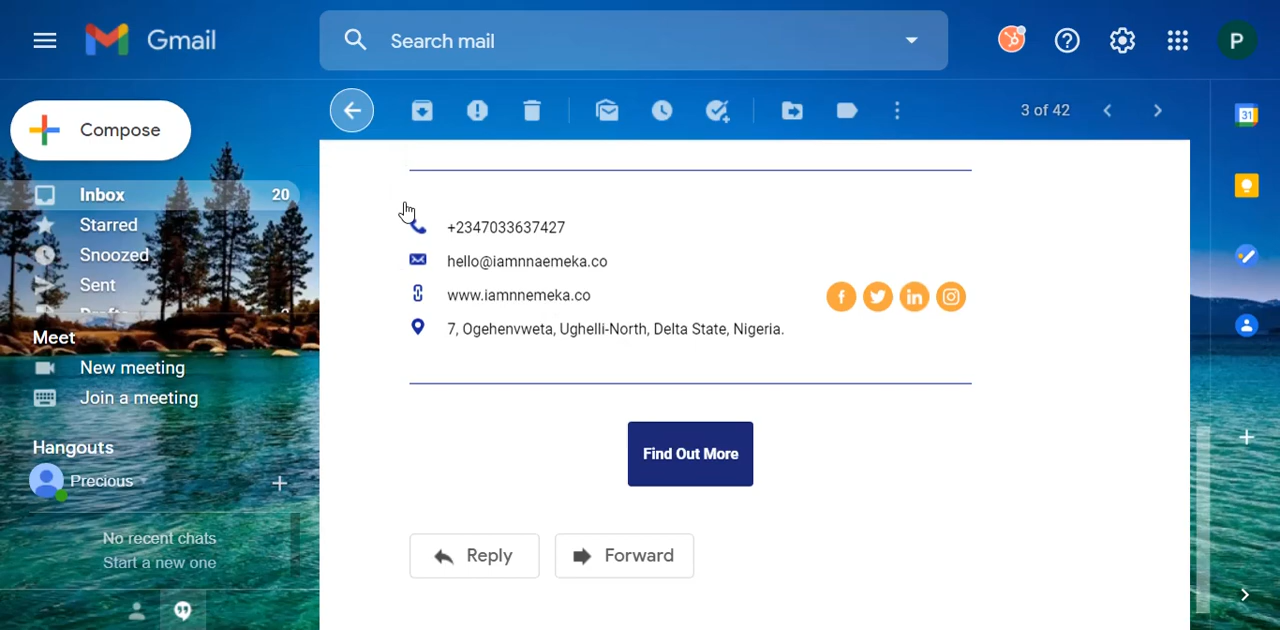 Gmail
Search mail
P
Compose
3 of 42
31
Inbox 20
Starred
Snoozed
Sent
Meet
New meeting
Join a meeting
Hangouts
Precious
No recent chats
Start a new one
+2347033637427
hello@iamnnaemeka.co
www.iamnnemeka.co
7, Ogehenvweta, Ughelli-North, Delta State, Nigeria.
Find Out More
Reply Forward